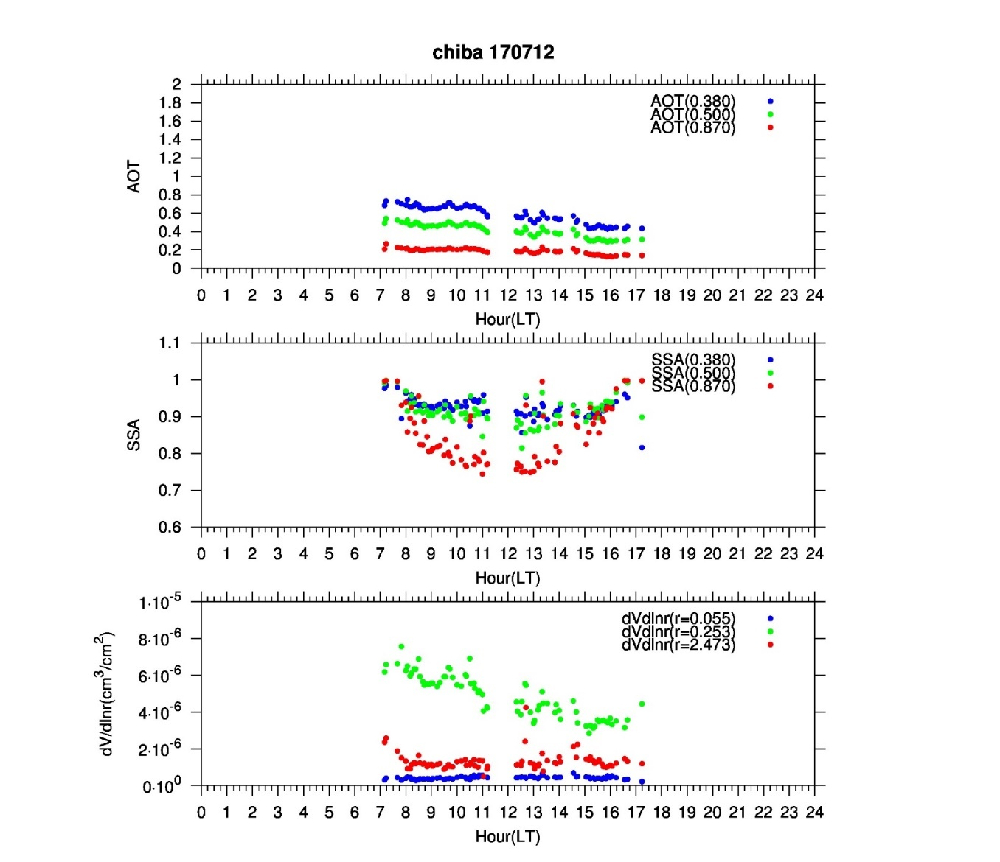 chiba 170712
2
1.8
1.6
1.4
1.2
1
0.8
0.6
0.4
0.2
0
AOT
AOT(0.380)
AOT(0.500)
AOT(0.870)
0 1 2 3 4 5 6 7 8 9 10 11 12 13 14 15 16 17 18 19 20 21 22 23 24
Hour(LT)
1.1
1
0.9
0.8
0.7
0.6
SSA
SSA(0.380)
SSA(0.500)
SSA(0.870)
0 1 2 3 4 5 6 7 8 9 10 11 12 13 14 15 16 17 18 19 20 21 22 23 24
Hour(LT)
1·10⁻⁵
8·10⁻⁶
6·10⁻⁶
4·10⁻⁶
2·10⁻⁶
0·10⁰
dV/dlnr(cm³/cm²)
dVdlnr(r=0.055)
dVdlnr(r=0.253)
dVdlnr(r=2.473)
0 1 2 3 4 5 6 7 8 9 10 11 12 13 14 15 16 17 18 19 20 21 22 23 24
Hour(LT)